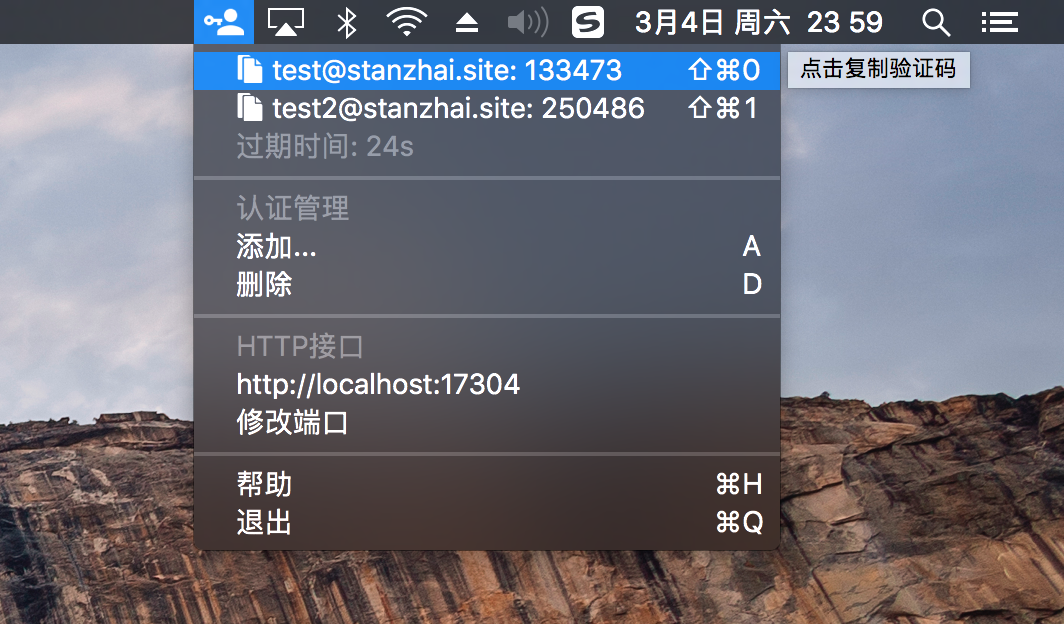 3月4日 周六 23 59
test@stanzhai.site: 133473 ⇧⌘0
点击复制验证码
test2@stanzhai.site: 250486 ⇧⌘1
过期时间: 24s
认证管理
添加... A
删除 D
HTTP接口
http://localhost:17304
修改端口
帮助 ⌘H
退出 ⌘Q